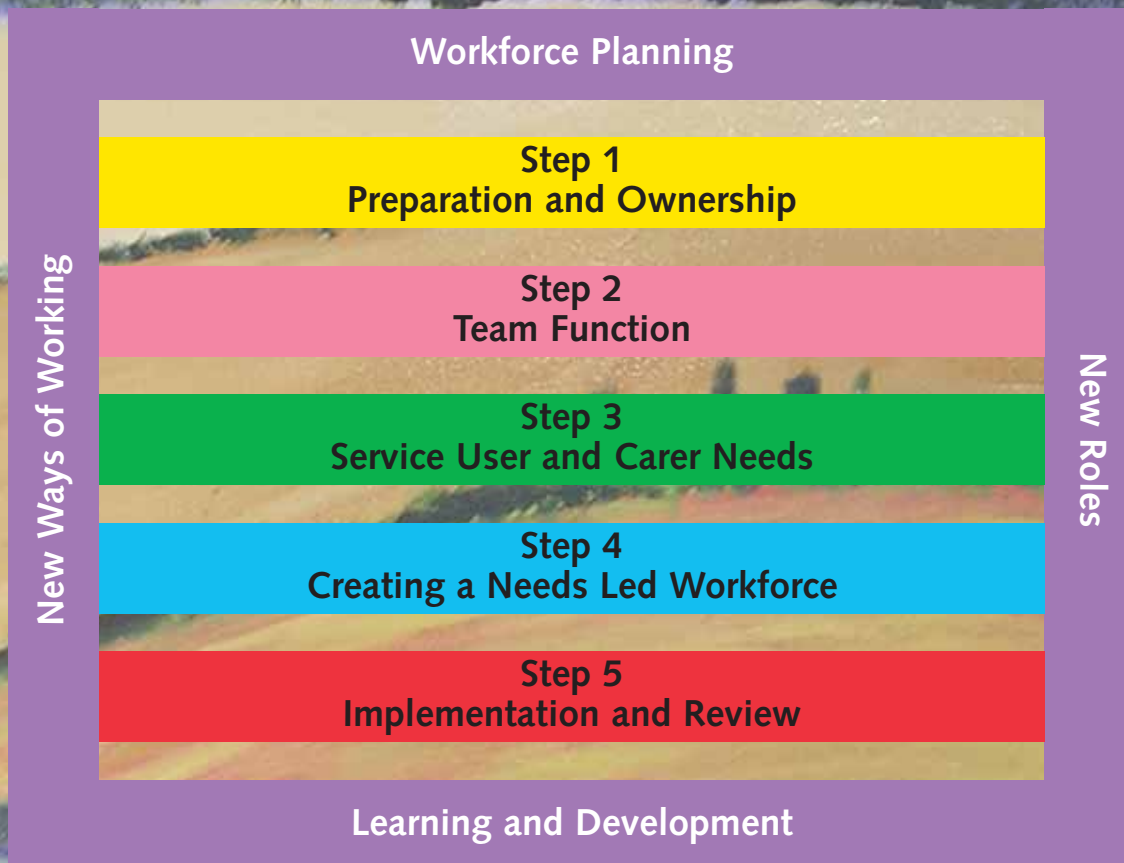 Workforce Planning
New Ways of Working
Step 1
Preparation and Ownership
Step 2
Team Function
Step 3
Service User and Carer Needs
Step 4
Creating a Needs Led Workforce
Step 5
Implementation and Review
New Roles
Learning and Development